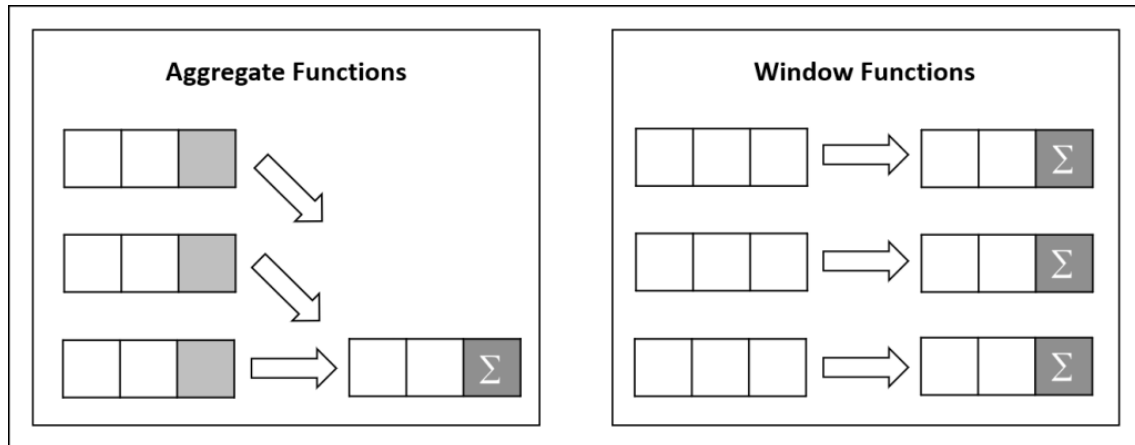 Aggregate Functions
Window Functions
Σ
Σ
Σ
Σ